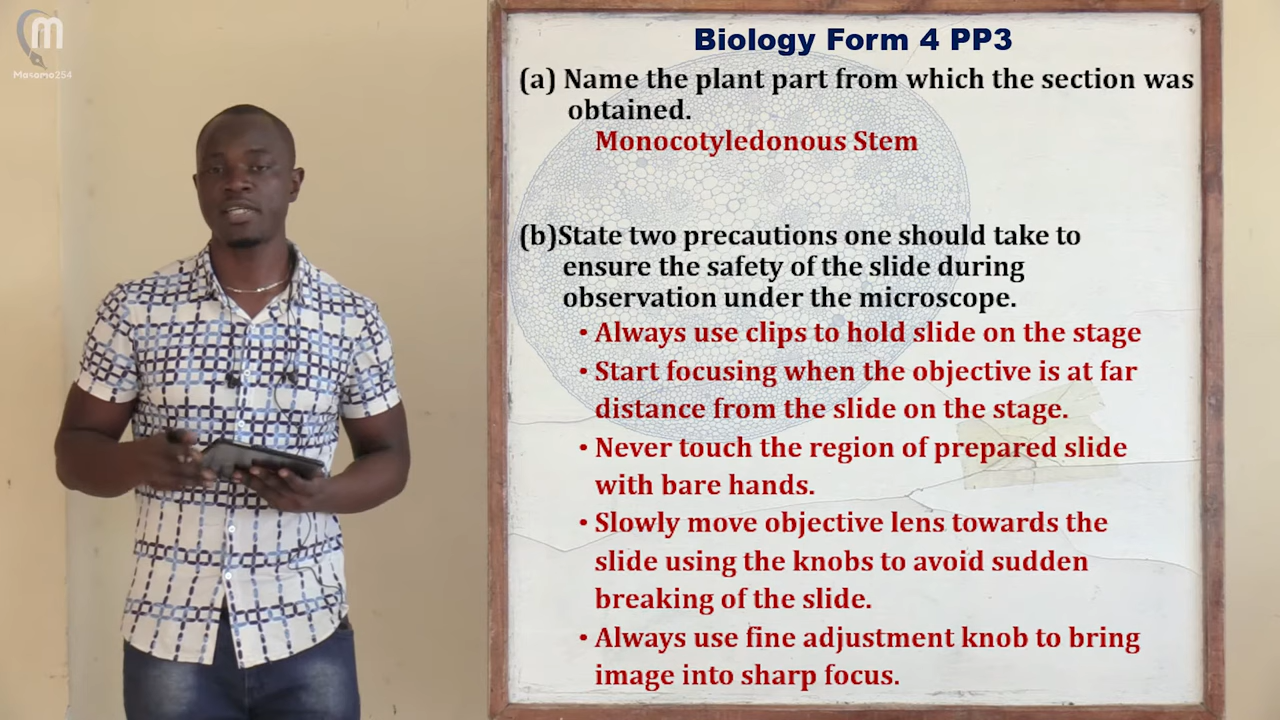 m
Masomo254
Biology Form 4 PP3
(a) Name the plant part from which the section was
obtained.
Monocotyledonous Stem
(b)State two precautions one should take to
ensure the safety of the slide during
observation under the microscope.
• Always use clips to hold slide on the stage
• Start focusing when the objective is at far
distance from the slide on the stage.
• Never touch the region of prepared slide
with bare hands.
• Slowly move objective lens towards the
slide using the knobs to avoid sudden
breaking of the slide.
• Always use fine adjustment knob to bring
image into sharp focus.